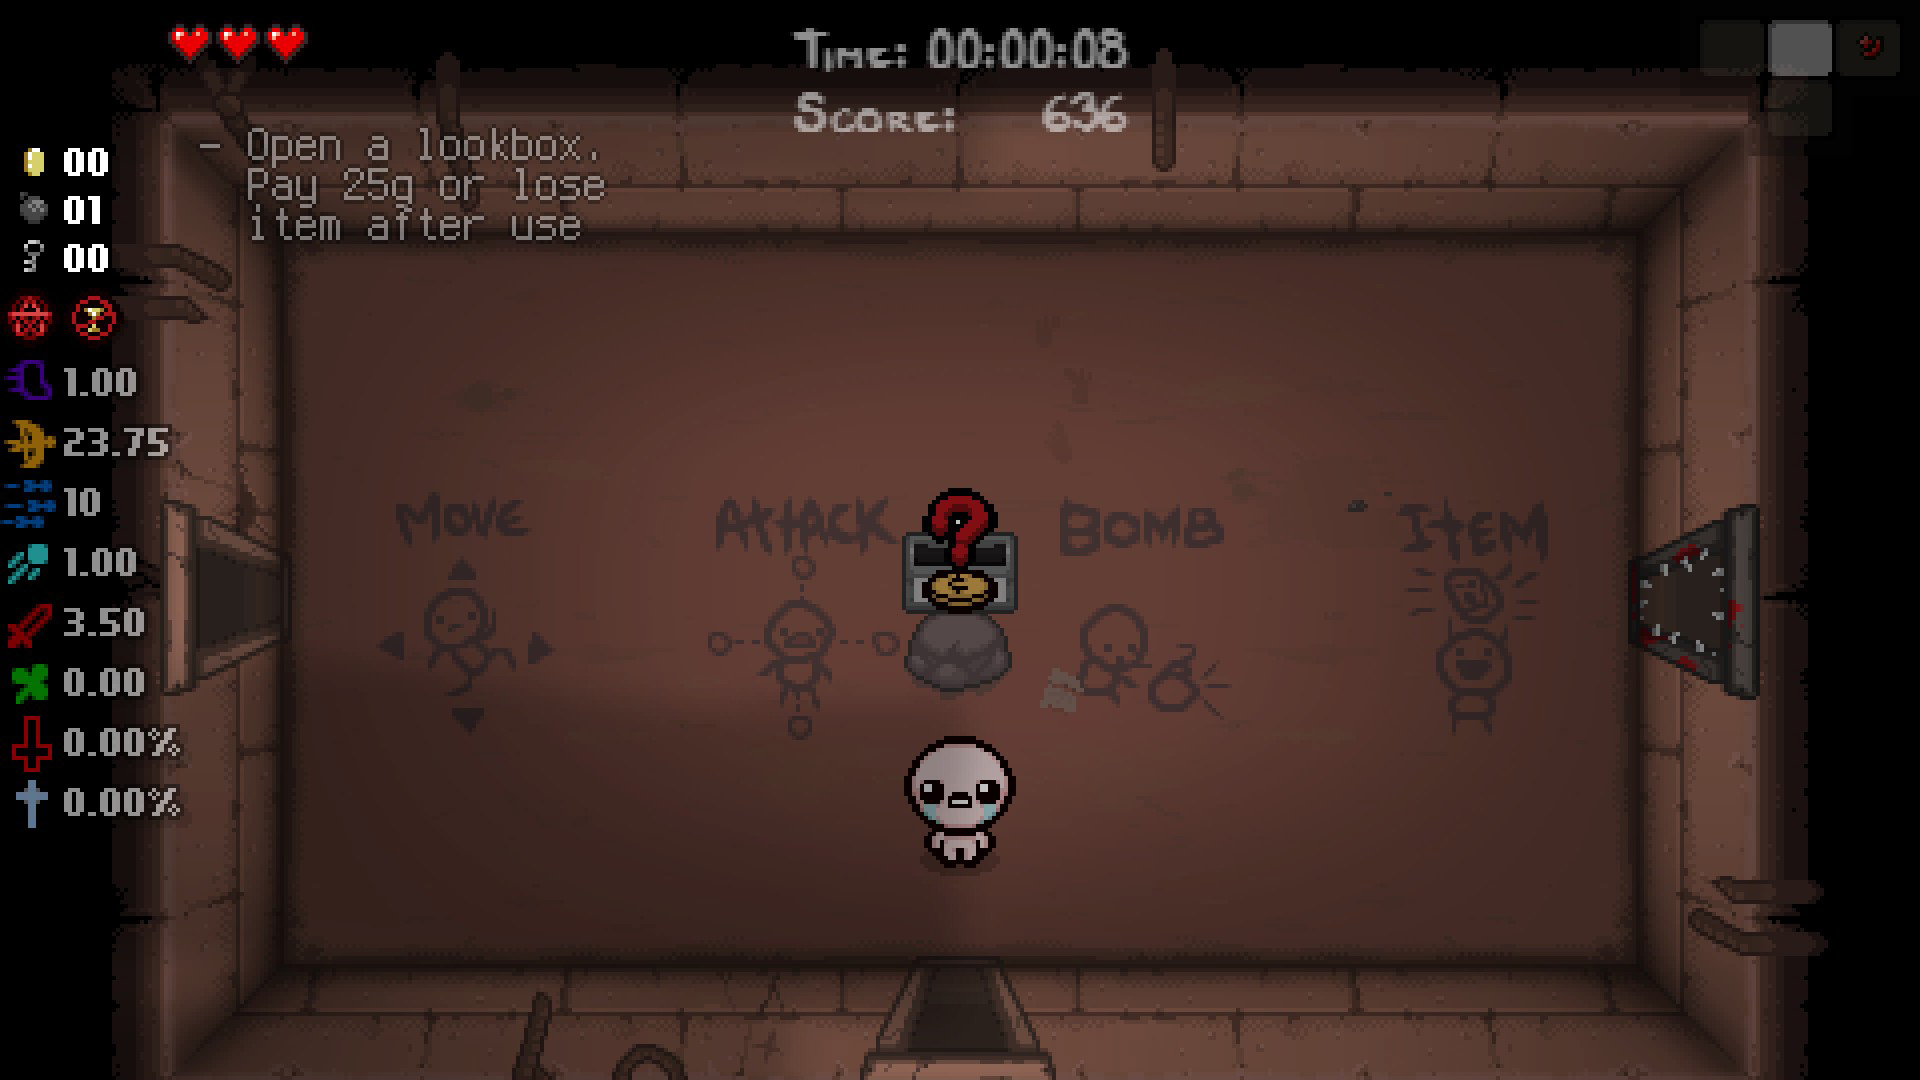 Time: 00:00:08
Score: 636
- Open a lookbox.
Pay 25g or lose
item after use
00
01
00
1.00
23.75
10
1.00
3.50
0.00
0.00%
0.00%
Move
Attack
Bomb
Item